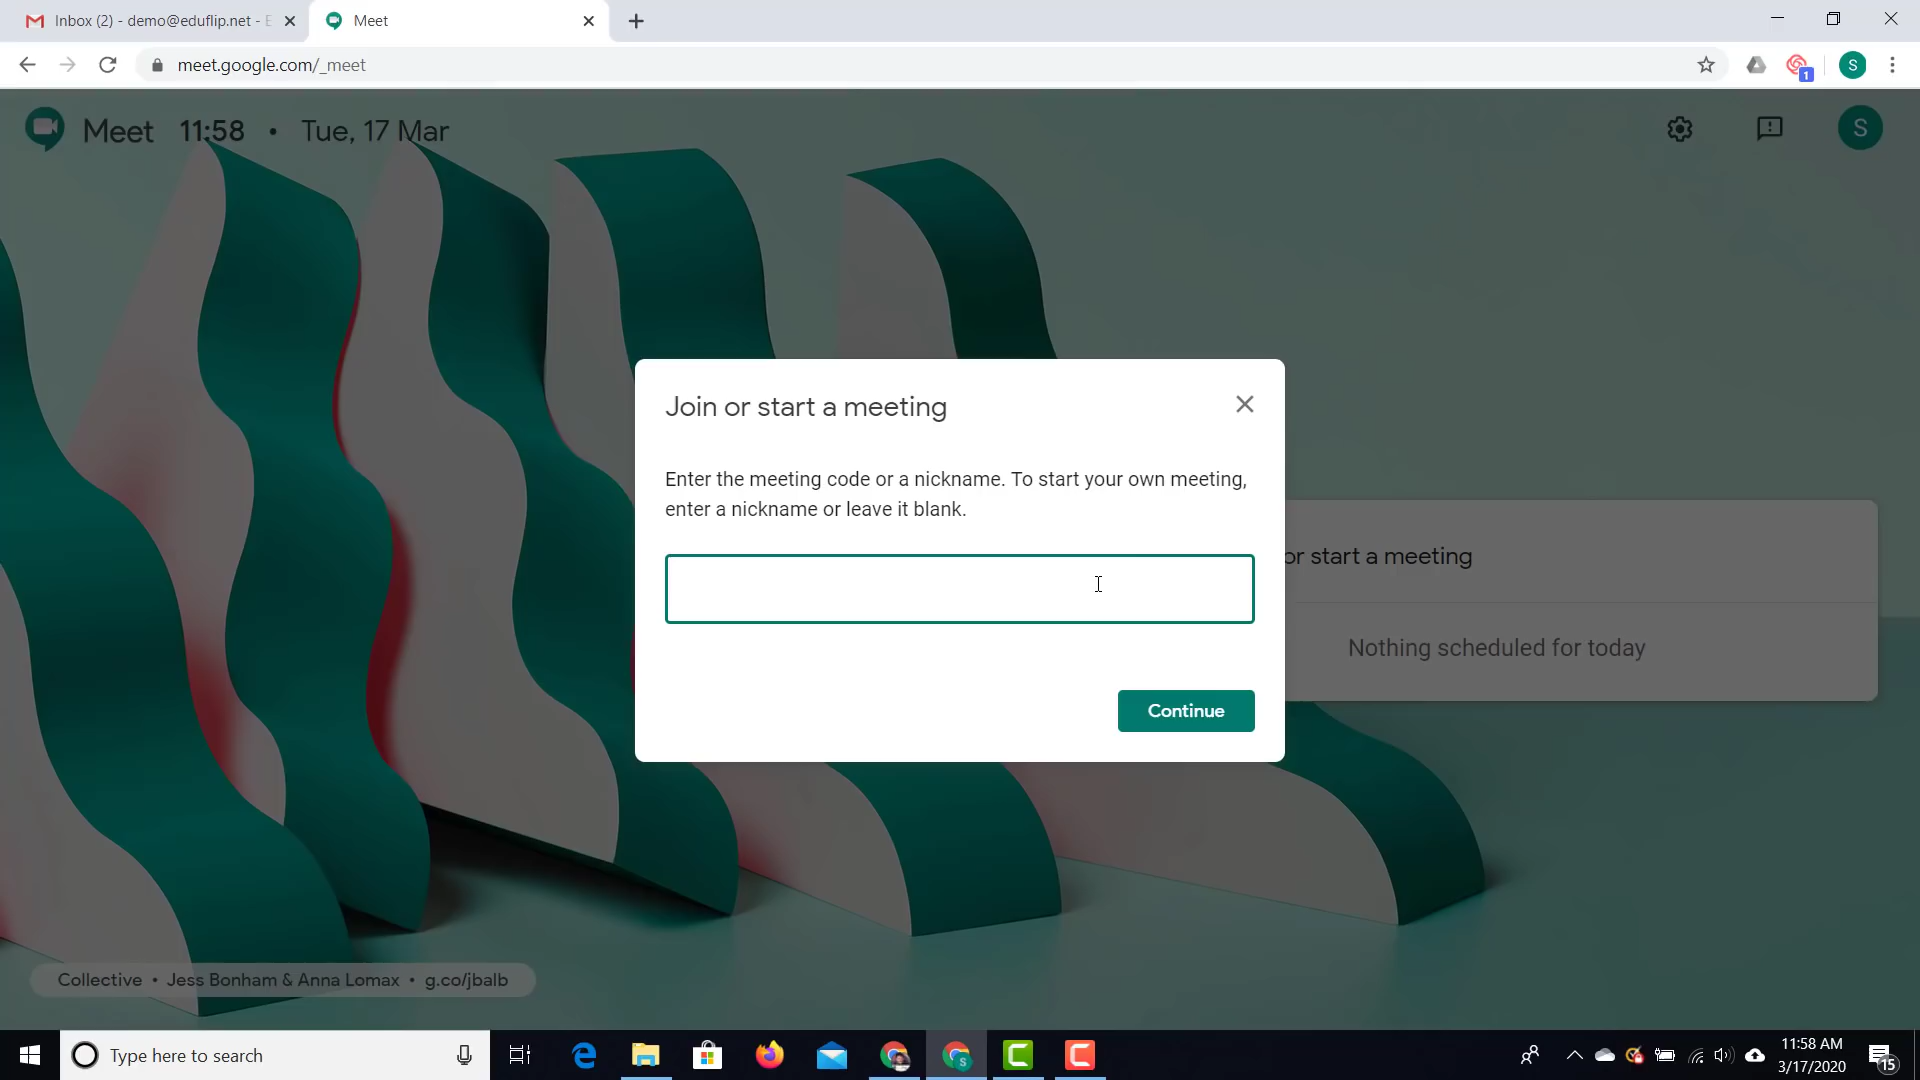 Inbox (2) - demo@eduflip.net - E
Meet
meet.google.com/_meet
1
S
Meet 11:58 • Tue, 17 Mar
S
Join or start a meeting
Enter the meeting code or a nickname. To start your own meeting,
enter a nickname or leave it blank.
Continue
or start a meeting
Nothing scheduled for today
Collective • Jess Bonham & Anna Lomax • g.co/jbalb
Type here to search
11:58 AM
3/17/2020
15